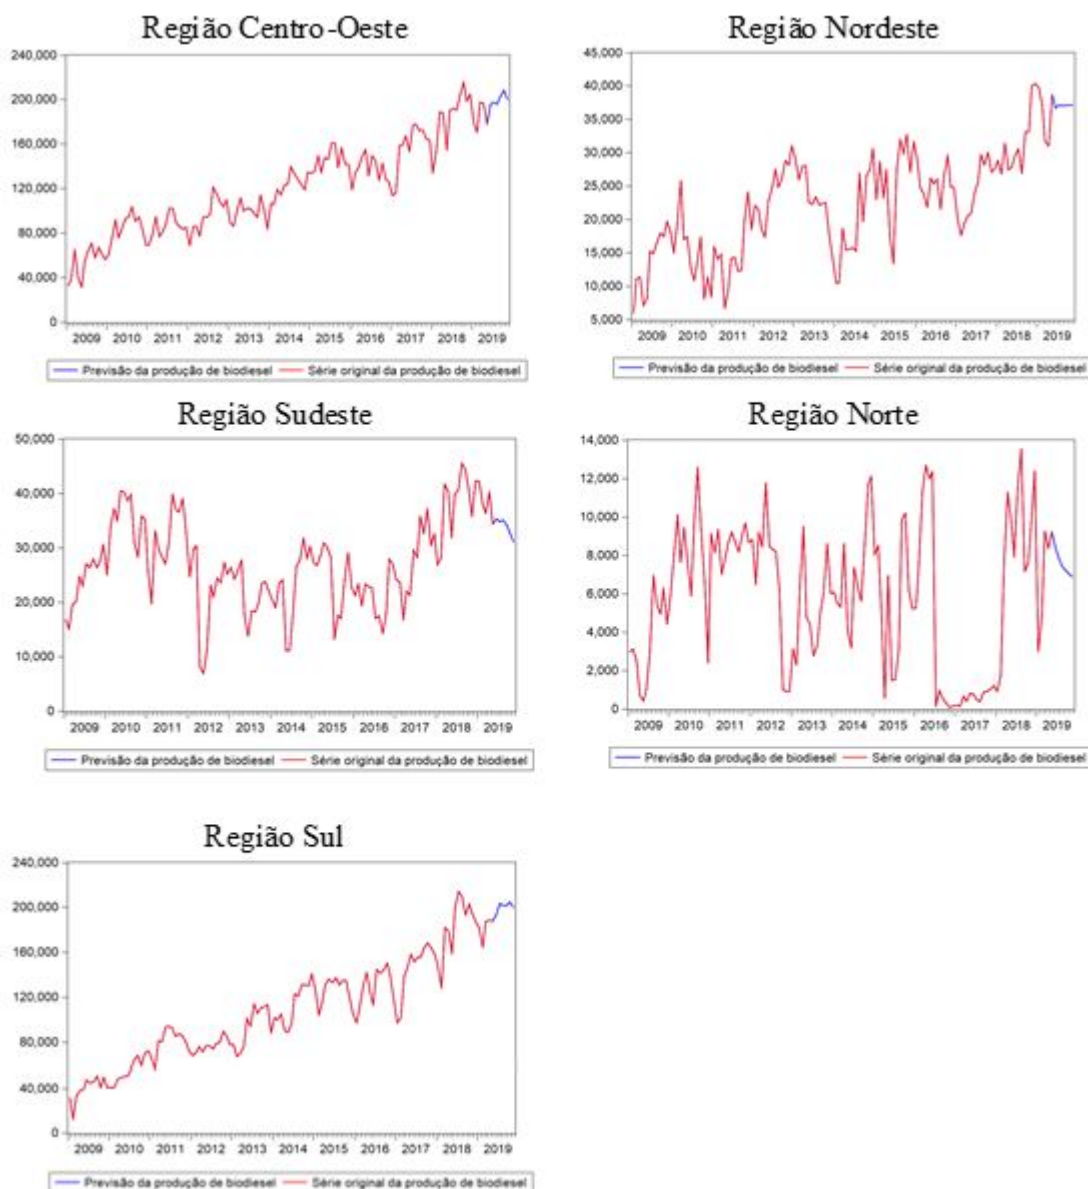 Região Centro-Oeste
240,000
200,000
160,000
120,000
80,000
40,000
0
2009 2010 2011 2012 2013 2014 2015 2016 2017 2018 2019
Previsão da produção de biodiesel Série original da produção de biodiesel
Região Nordeste
45,000
40,000
35,000
30,000
25,000
20,000
15,000
10,000
5,000
2009 2010 2011 2012 2013 2014 2015 2016 2017 2018 2019
Previsão da produção de biodiesel Série original da produção de biodiesel
Região Sudeste
50,000
40,000
30,000
20,000
10,000
0
2009 2010 2011 2012 2013 2014 2015 2016 2017 2018 2019
Previsão da produção de biodiesel Série original da produção de biodiesel
Região Norte
14,000
12,000
10,000
8,000
6,000
4,000
2,000
0
2009 2010 2011 2012 2013 2014 2015 2016 2017 2018 2019
Previsão da produção de biodiesel Série original da produção de biodiesel
Região Sul
240,000
200,000
160,000
120,000
80,000
40,000
0
2009 2010 2011 2012 2013 2014 2015 2016 2017 2018 2019
Previsão da produção de biodiesel Série original da produção de biodiesel